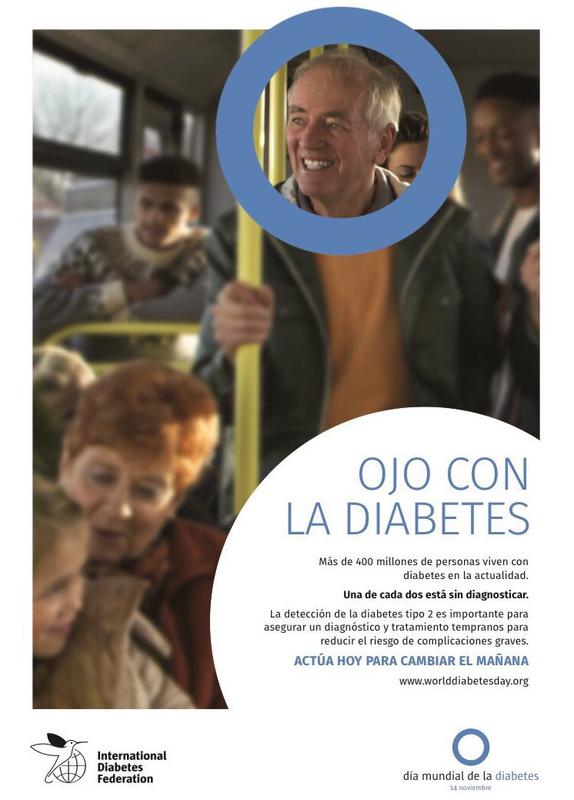 OJO CON
LA DIABETES
Más de 400 millones de personas viven con
diabetes en la actualidad.
Una de cada dos está sin diagnosticar.
La detección de la diabetes tipo 2 es importante para
asegurar un diagnóstico y tratamiento tempranos para
reducir el riesgo de complicaciones graves.
ACTÚA HOY PARA CAMBIAR EL MAÑANA
www.worlddiabetesday.org
International
Diabetes
Federation
día mundial de la diabetes
14 noviembre